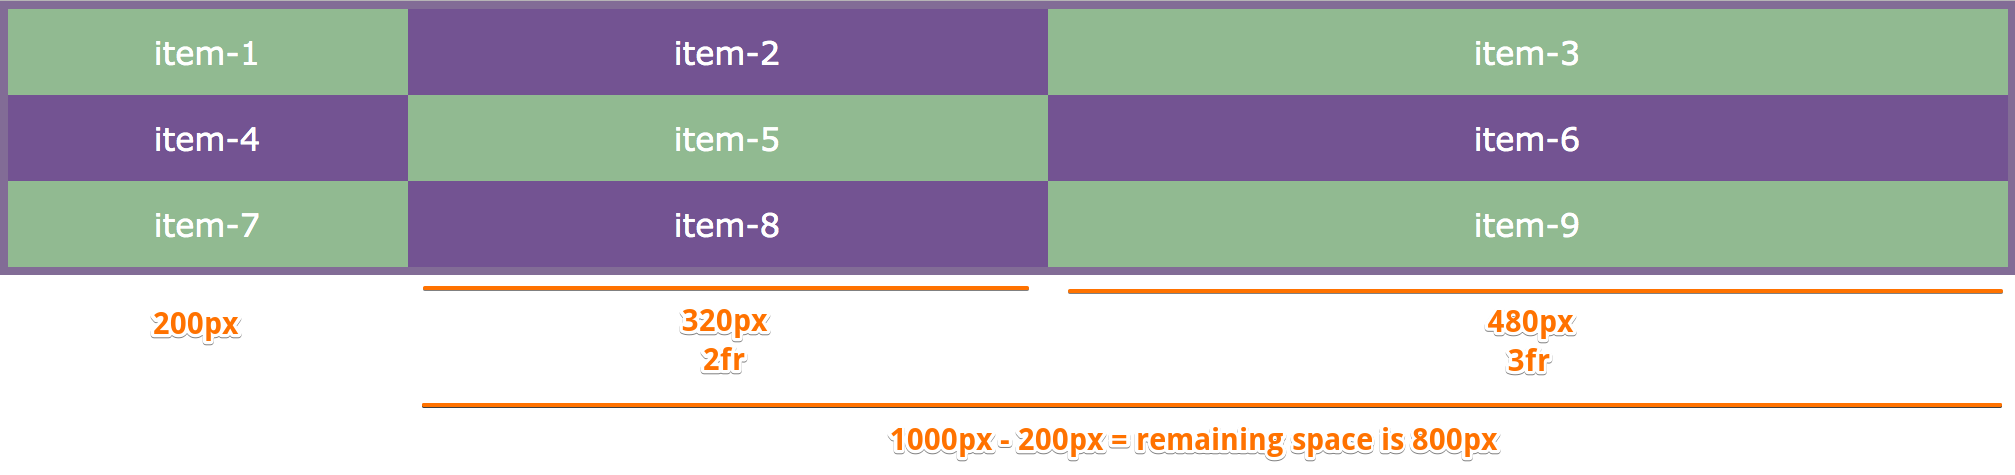 item-1 item-2 item-3
item-4 item-5 item-6
item-7 item-8 item-9
200px 320px 480px
2fr 3fr
1000px - 200px = remaining space is 800px